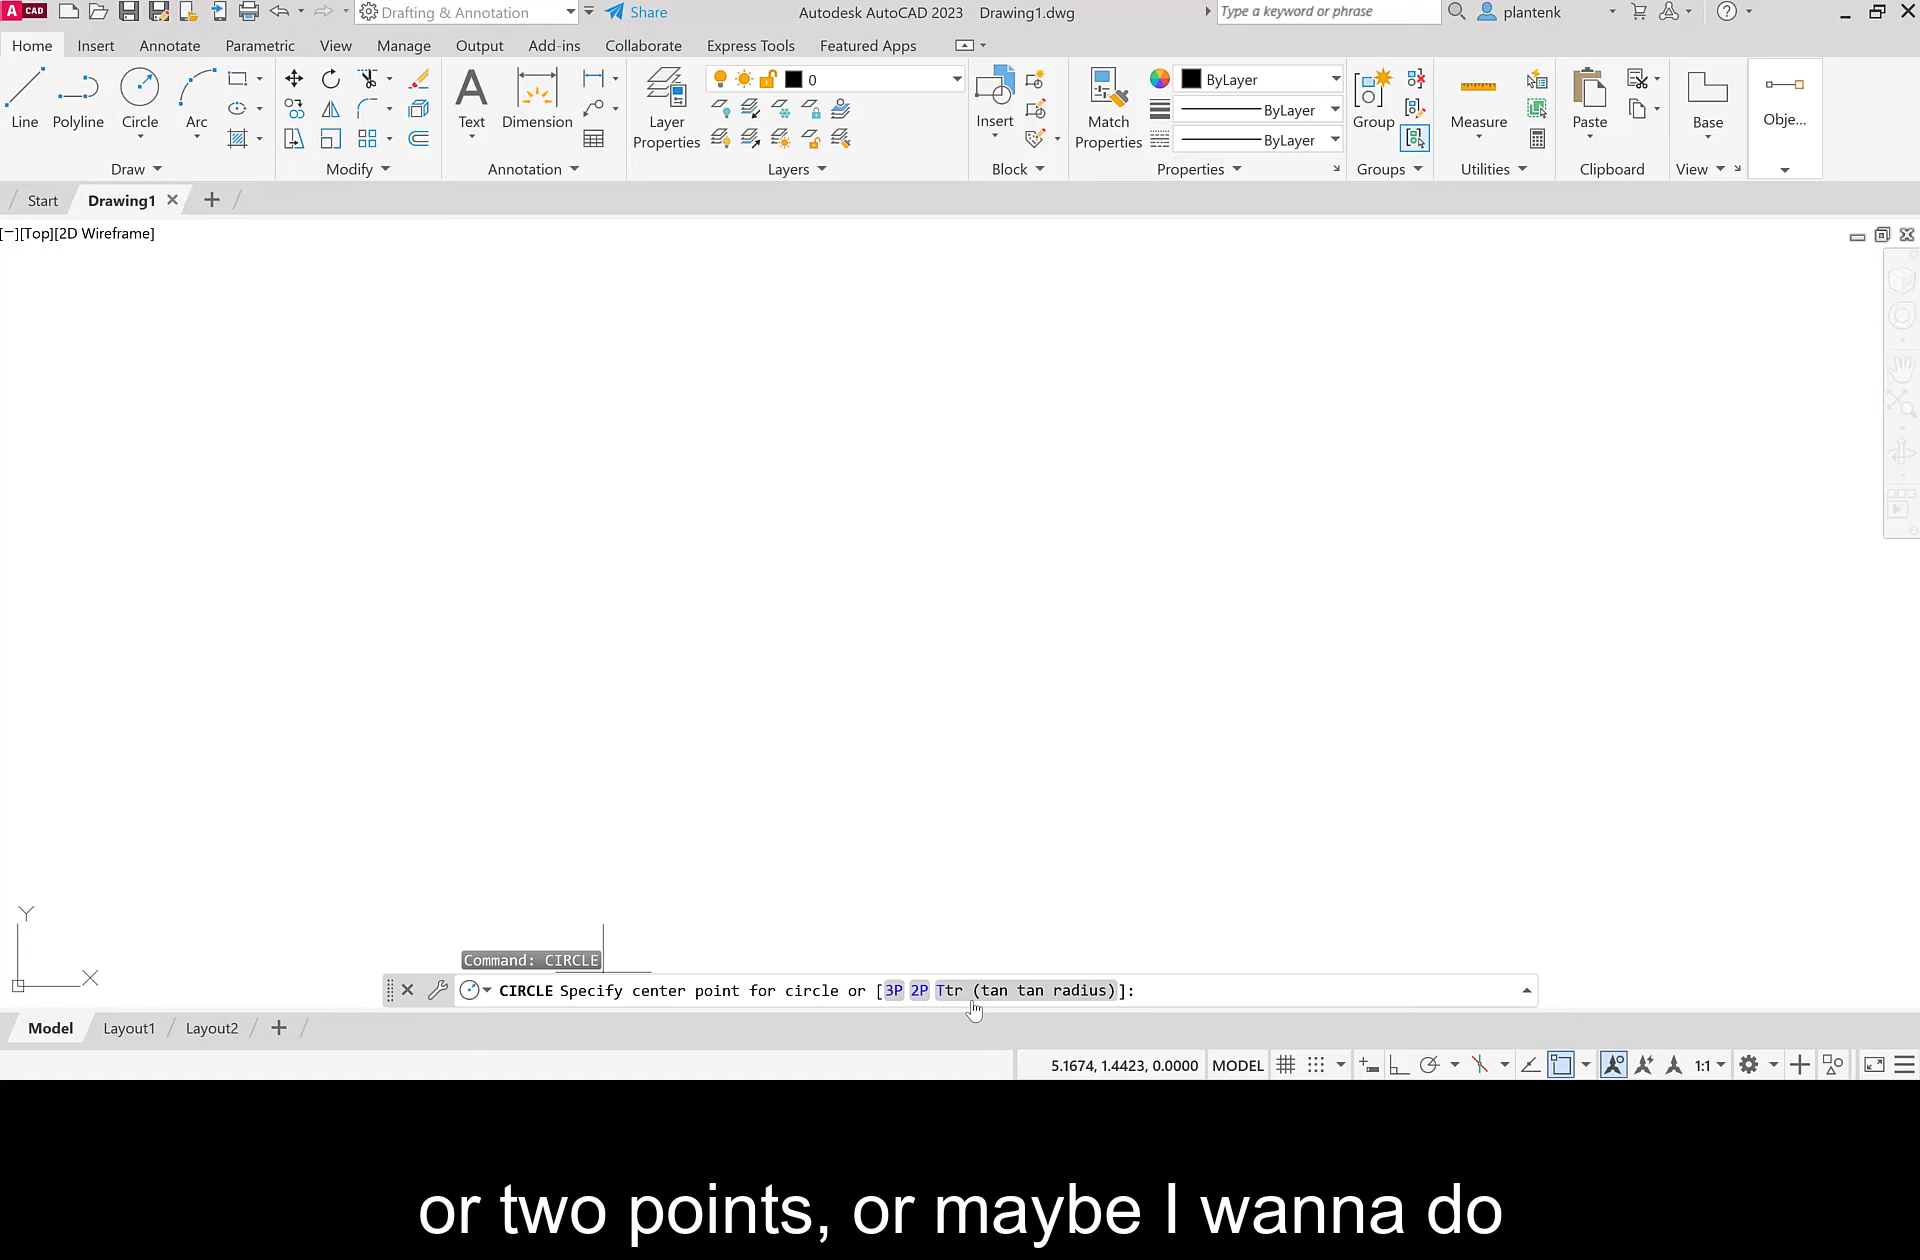 A CAD Drafting & Annotation Share Autodesk AutoCAD 2023 Drawing1.dwg Type a keyword or phrase plantenk
Home Insert Annotate Parametric View Manage Output Add-ins Collaborate Express Tools Featured Apps
0 ByLayer
ByLayer
Line Polyline Circle Arc Text Dimension Layer Properties Insert Match Properties Group Measure Paste Base Obje...
ByLayer
Draw Modify Annotation Layers Block Properties Groups Utilities Clipboard View
Start Drawing1
[−][Top][2D Wireframe]
Y
X
Command: CIRCLE
CIRCLE Specify center point for circle or [3P 2P Ttr (tan tan radius)]:
Model Layout1 Layout2
5.1674, 1.4423, 0.0000 MODEL 1:1
or two points, or maybe I wanna do